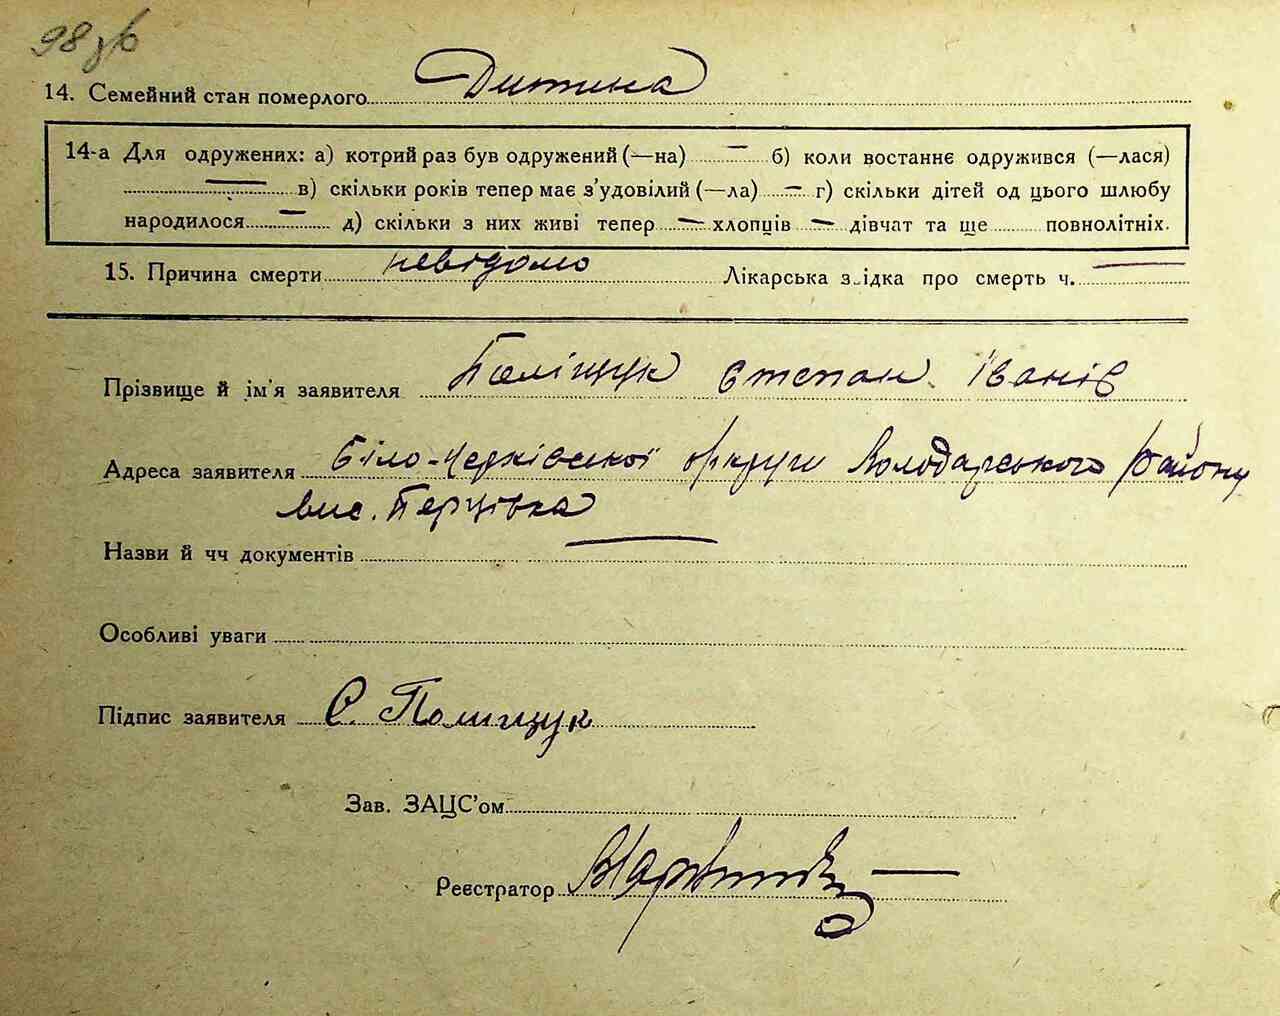 98 зв
14. Семейний стан померлого Дитина
14-а Для одружених: а) котрий раз був одружений (—на) — б) коли востаннє одружився (—лася)
— в) скільки років тепер має з'удовілий (—ла) — г) скільки дітей од цього шлюбу
народилося — д) скільки з них живі тепер — хлопців — дівчат та ще повнолітніх.
15. Причина смерти невідомо Лікарська з..ідка про смерть ч. —
Прізвище й ім'я заявителя Поліщук Степан Іванів
Адреса заявителя Біло-Церківської округи Володарського району
вис. Перцівка
Назви й чч документів —
Особливі уваги
Підпис заявителя С. Полищук
Зав. ЗАЦС'ом
Реєстратор